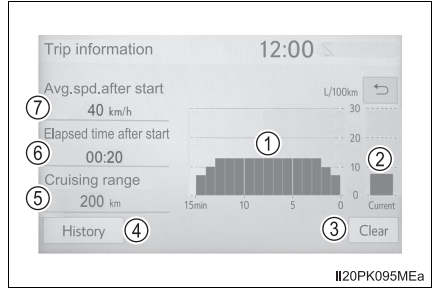 Trip information
12:00
Avg.spd.after start
L/100km
7
40 km/h
30
Elapsed time after start
1
20
6
00:20
2
Cruising range
10
5
200 km
0
15min 10 5 0 Current
History 4
3 Clear
II20PK095MEa